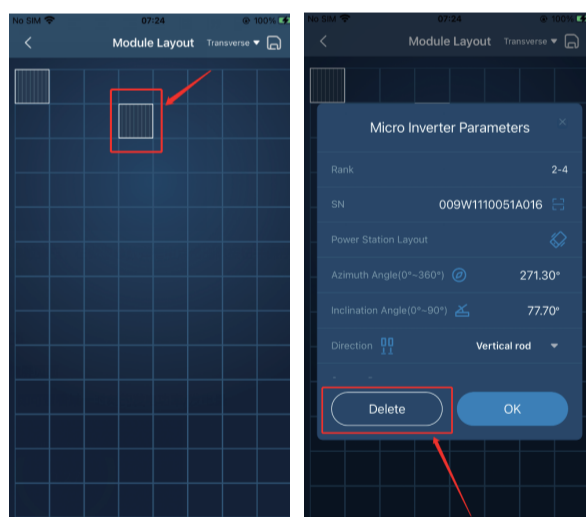 No SIM 07:24 100%
Module Layout Transverse
No SIM 07:24 100%
Module Layout Transverse
Micro Inverter Parameters ×
Rank 2-4
SN 009W1110051A016
Power Station Layout
Azimuth Angle(0°~360°) 271.30°
Inclination Angle(0°~90°) 77.70°
Direction Vertical rod
Delete OK